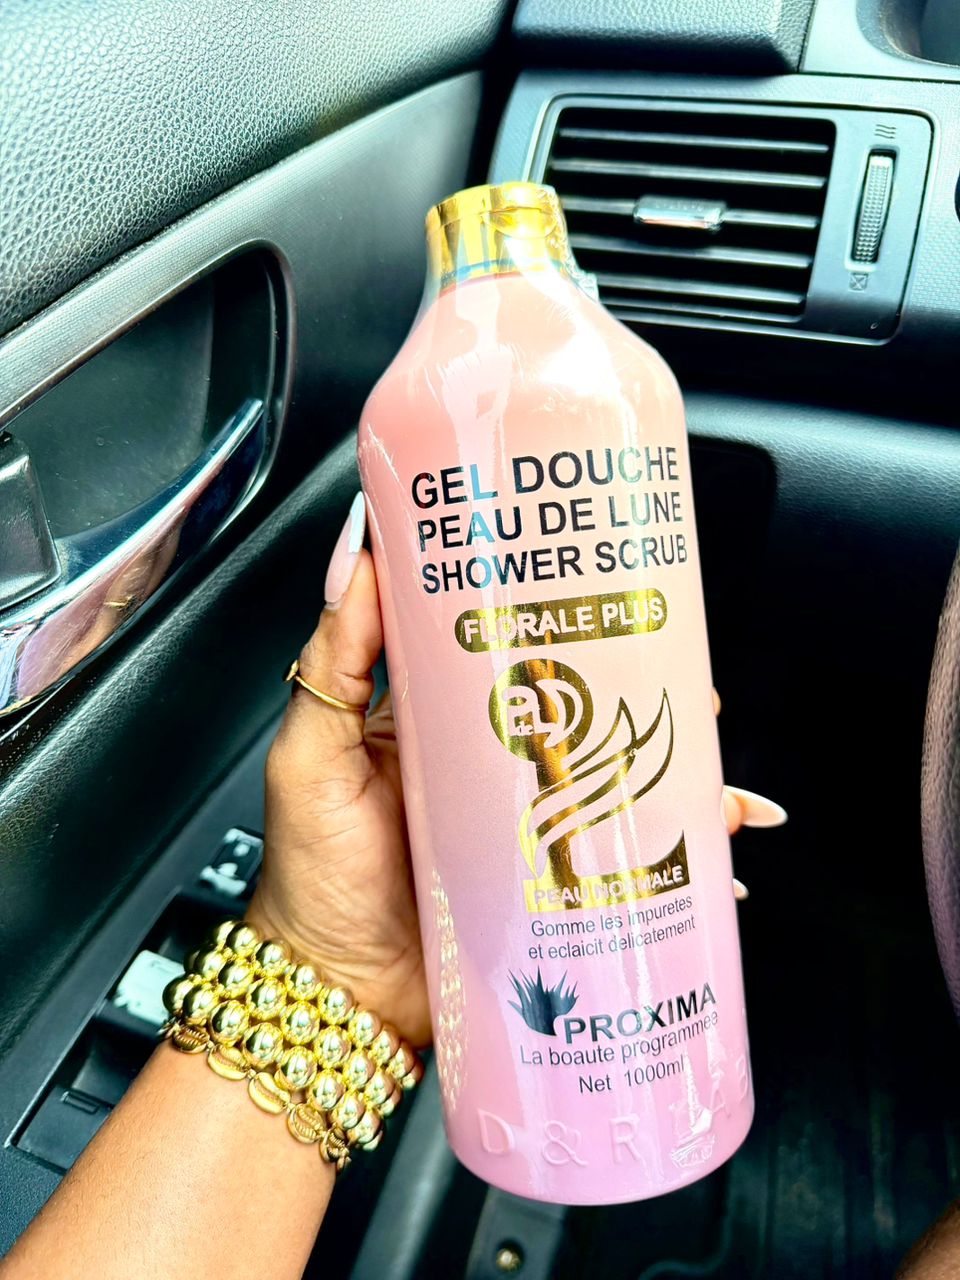 GEL DOUCHE
PEAU DE LUNE
SHOWER SCRUB
FLORALE PLUS
PEAU NORMALE
Gomme les impuretes
et eclaicit delicatement
PROXIMA
La boaute programmée
Net 1000ml
D & R